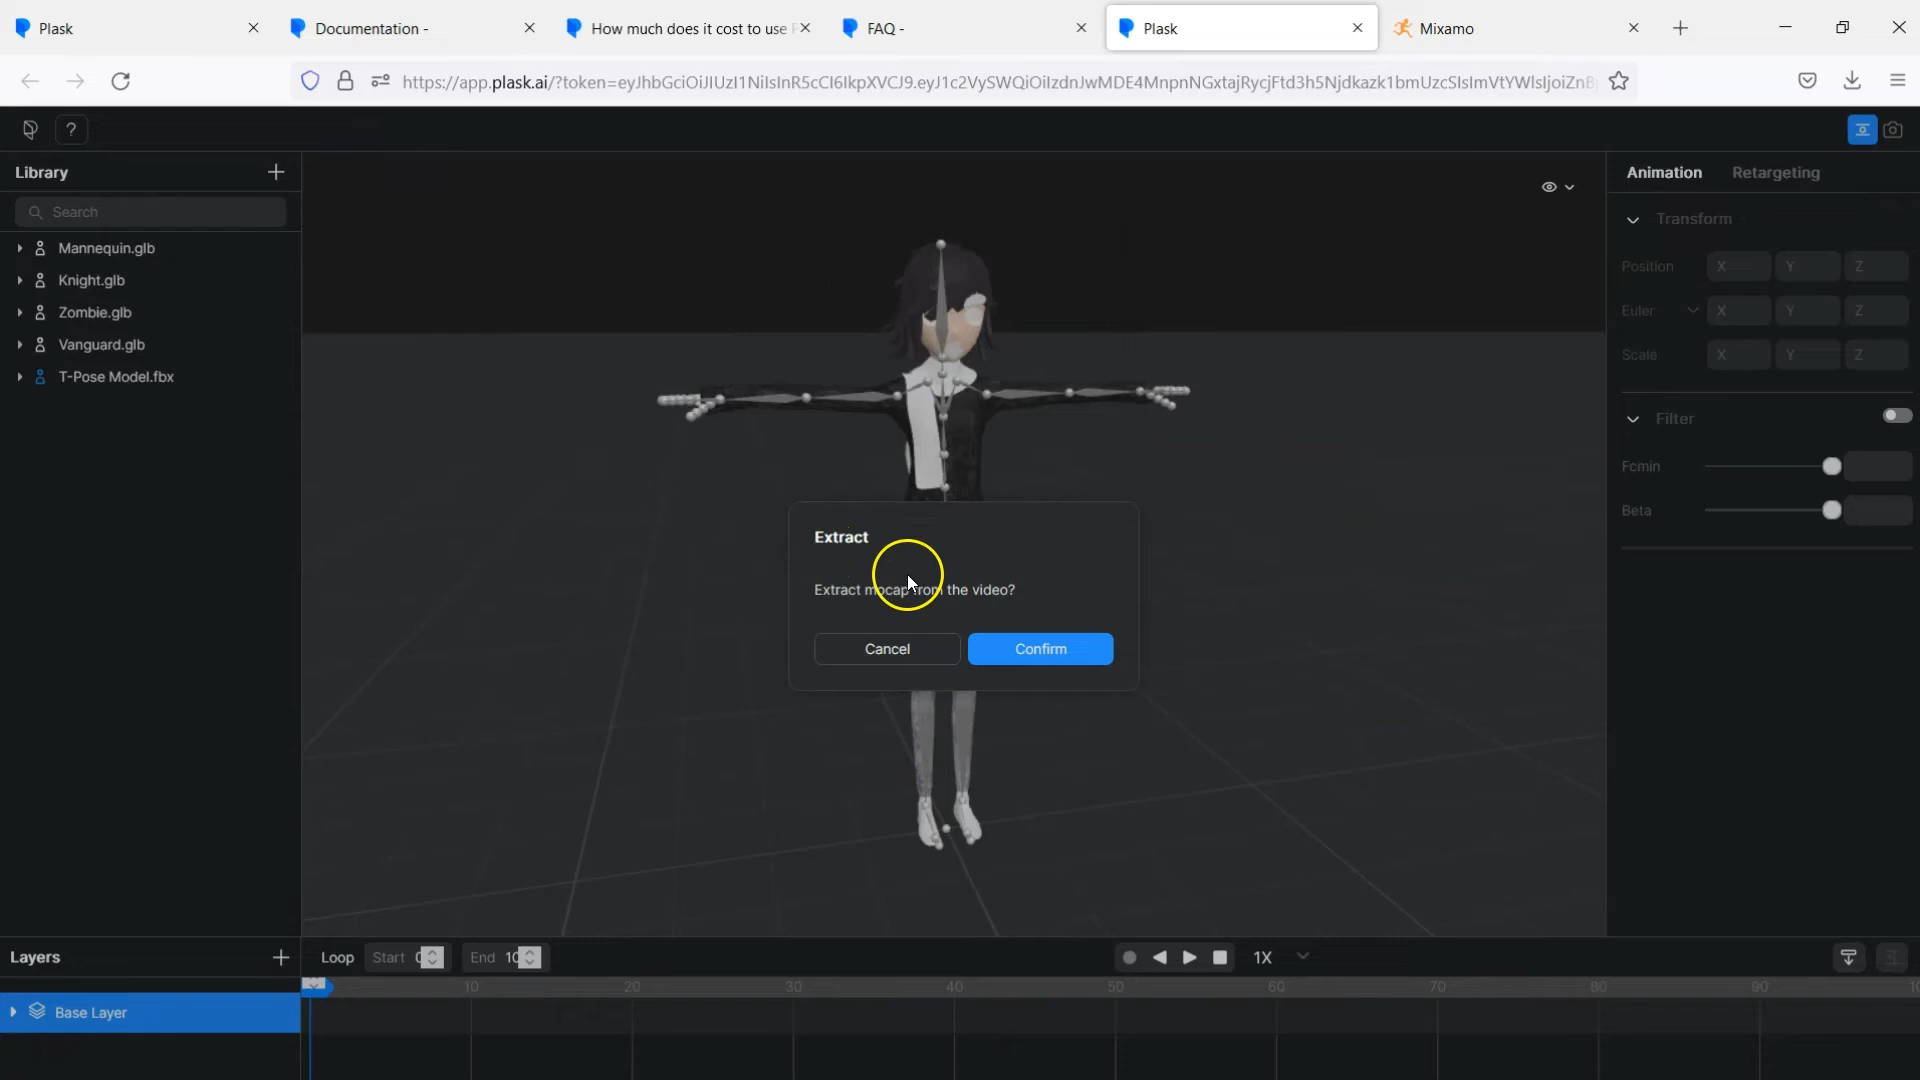 Plask
Documentation -
How much does it cost to use
FAQ -
Plask
Mixamo
https://app.plask.ai/?token=
?
Library
Search
Mannequin.glb
Knight.glb
Zombie.glb
Vanguard.glb
T-Pose Model.fbx
Animation
Retargeting
Transform
Position X Y Z
Euler X Y Z
Scale X Y Z
Filter
Fcmin
Beta
Extract
Extract mocap from the video?
Cancel
Confirm
Layers
Loop
Start
End
1X
10 20 30 40 50 60 70 80 90
Base Layer